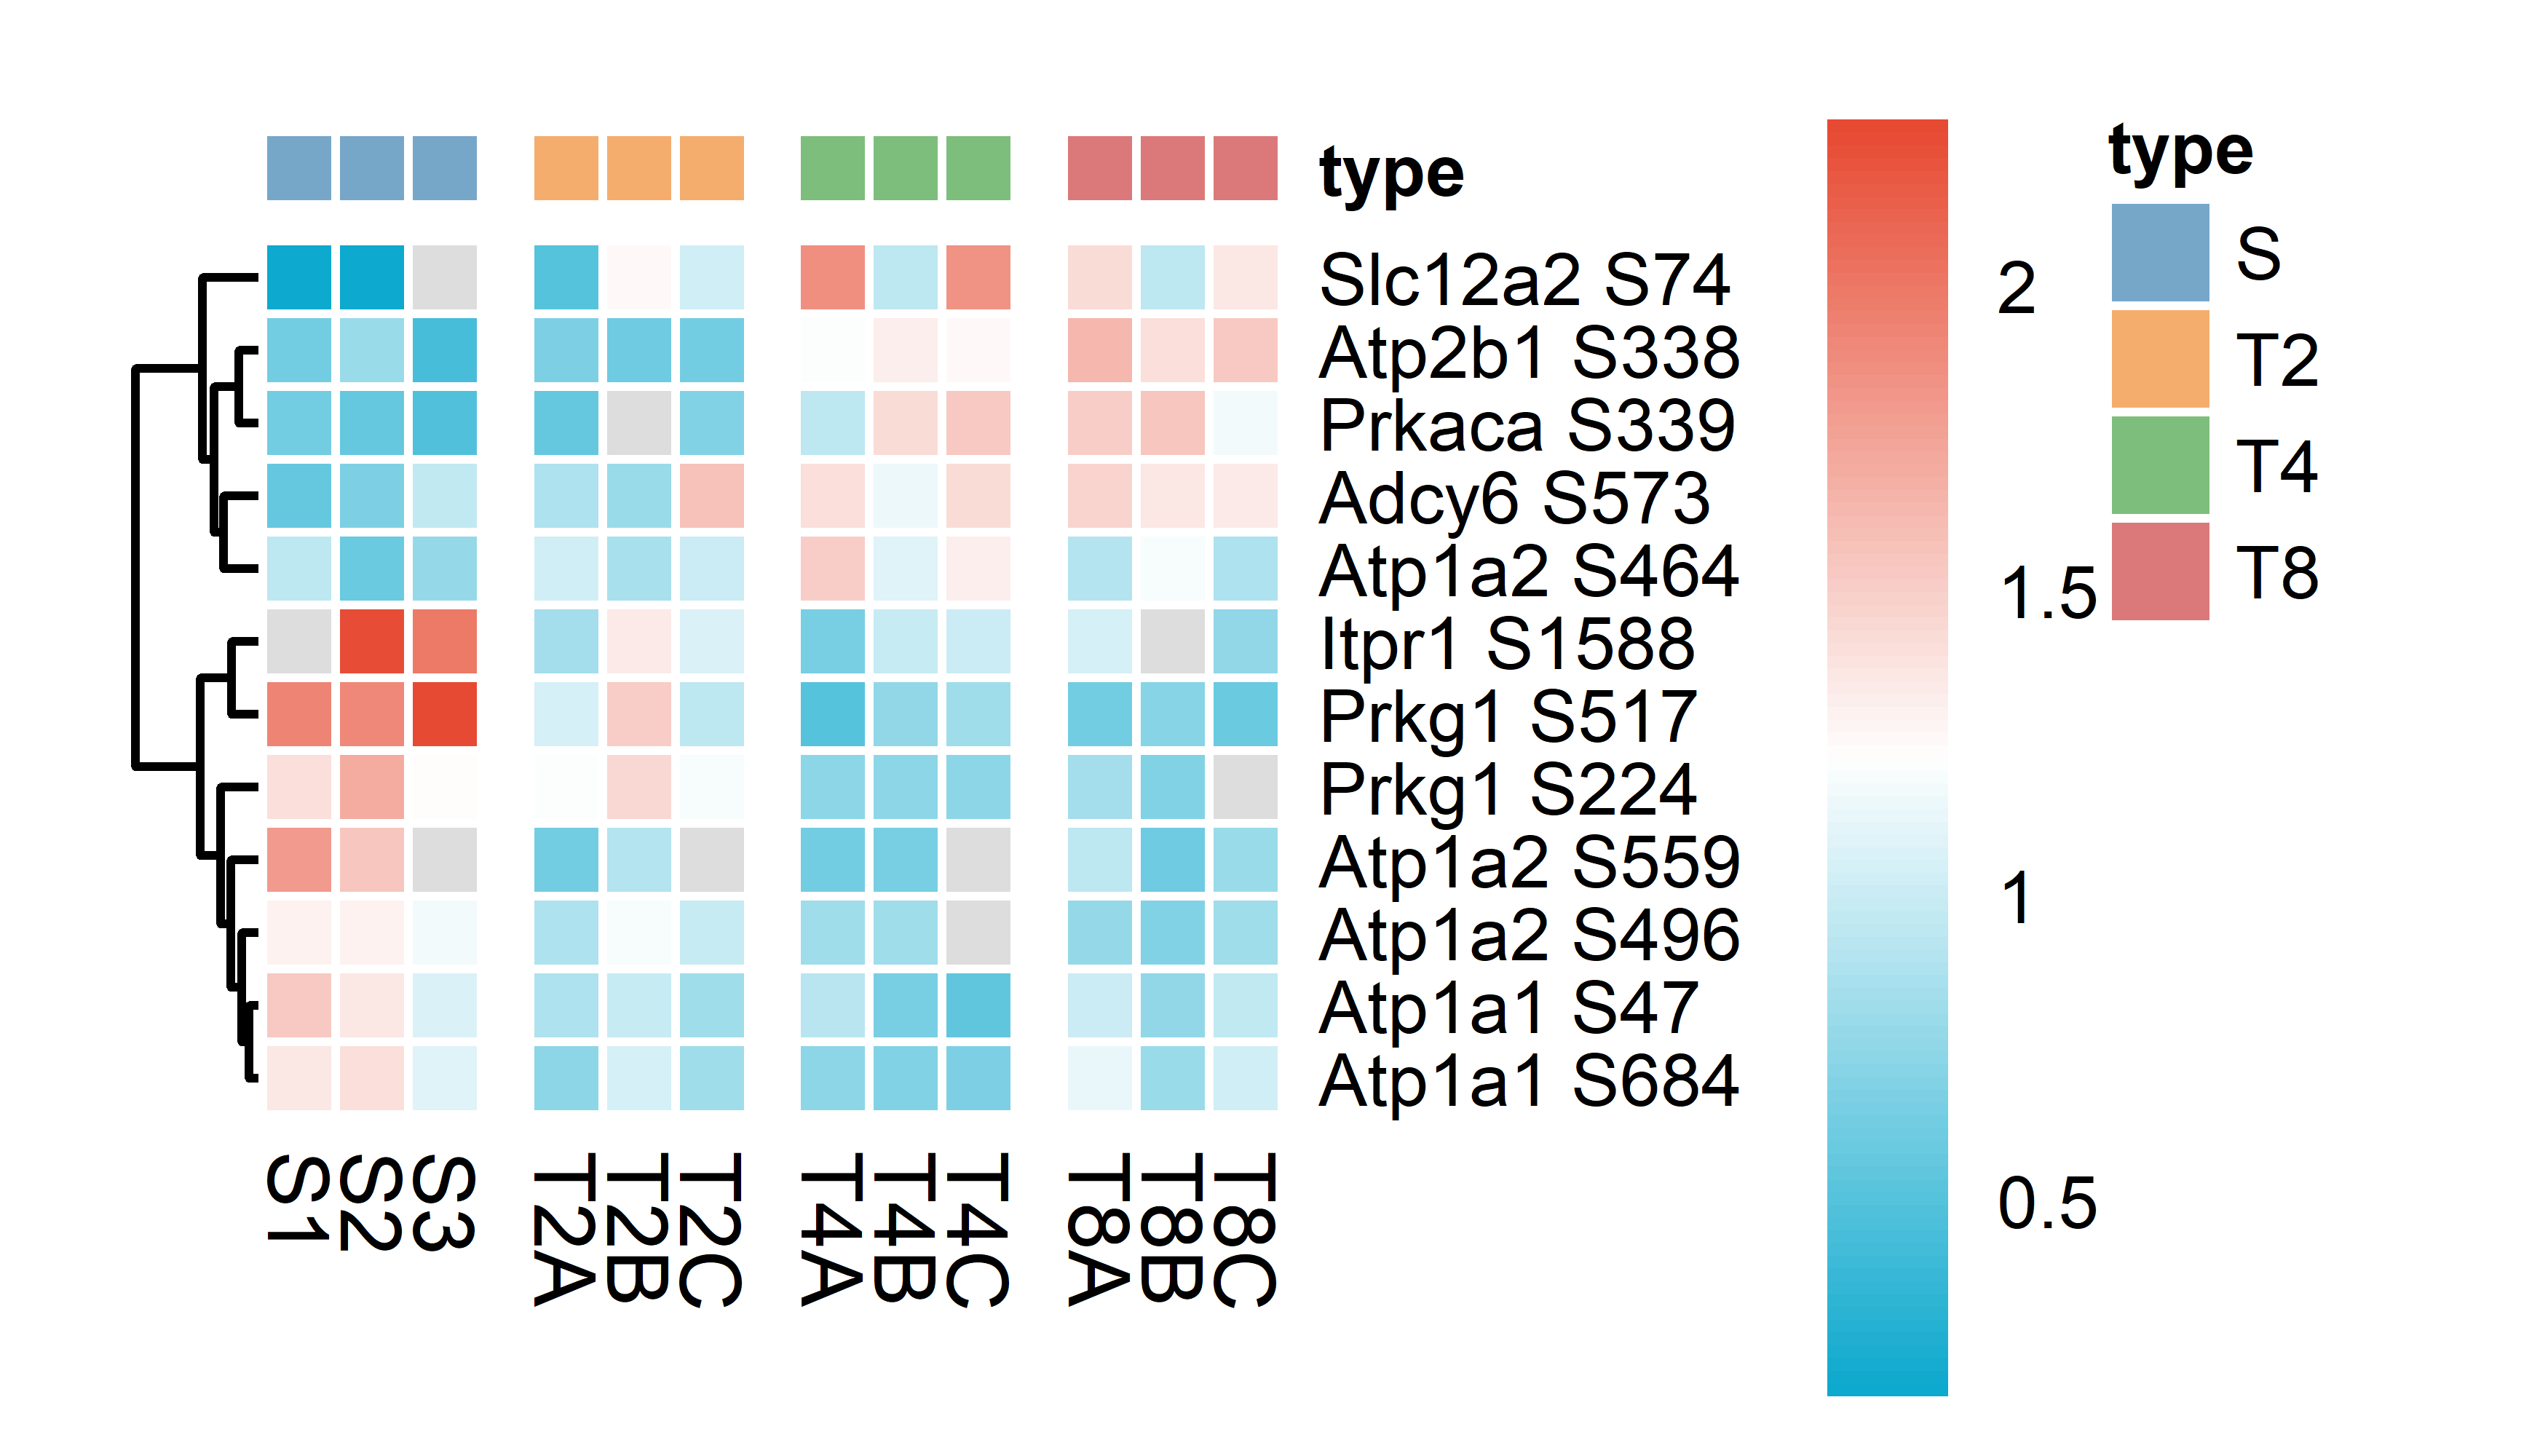 type
Slc12a2 S74
Atp2b1 S338
Prkaca S339
Adcy6 S573
Atp1a2 S464
Itpr1 S1588
Prkg1 S517
Prkg1 S224
Atp1a2 S559
Atp1a2 S496
Atp1a1 S47
Atp1a1 S684
S1
S2
S3
T2A
T2B
T2C
T4A
T4B
T4C
T8A
T8B
T8C
2
1.5
1
0.5
type
S
T2
T4
T8